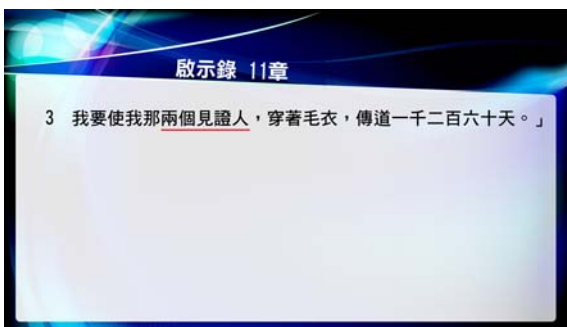 啟示錄 11章
3 我要使我那兩個見證人，穿著毛衣，傳道一千二百六十天。」